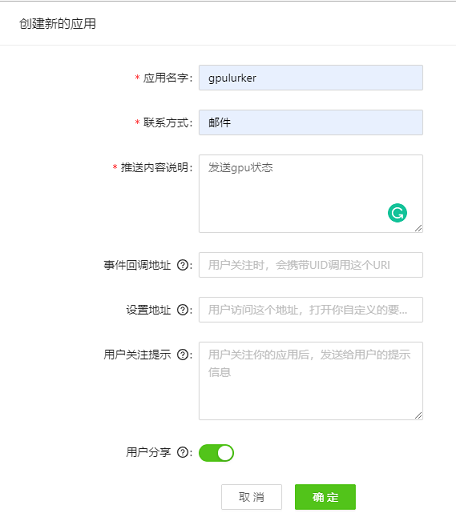 创建新的应用
* 应用名字: gpulurker
* 联系方式: 邮件
* 推送内容说明: 发送gpu状态
事件回调地址 ?: 用户关注时，会携带UID调用这个URI
设置地址 ?: 用户访问这个地址，打开你自定义的要...
用户关注提示 ?: 用户关注你的应用后，发送给用户的提示
信息
用户分享 ?:
取 消 确 定